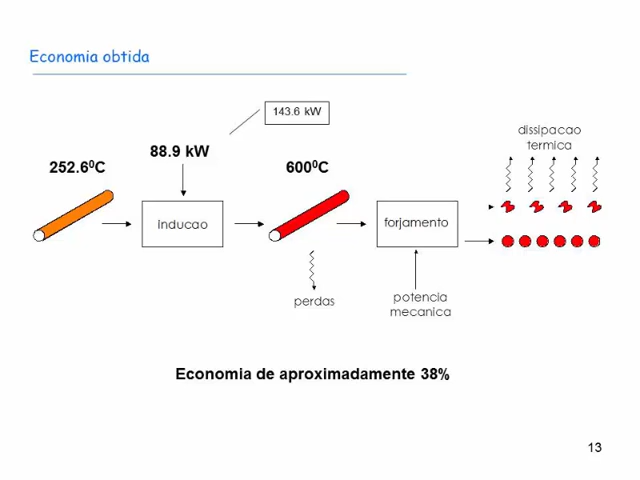 Economia obtida
143.6 kW
88.9 kW
252.6⁰C
600⁰C
dissipacao
termica
inducao
forjamento
perdas
potencia
mecanica
Economia de aproximadamente 38%
13